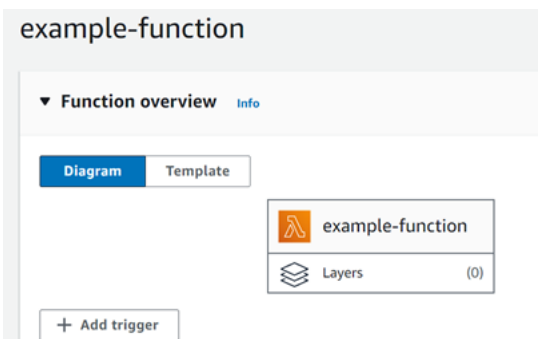 example-function
▼ Function overview Info
Diagram Template
example-function
Layers (0)
+ Add trigger